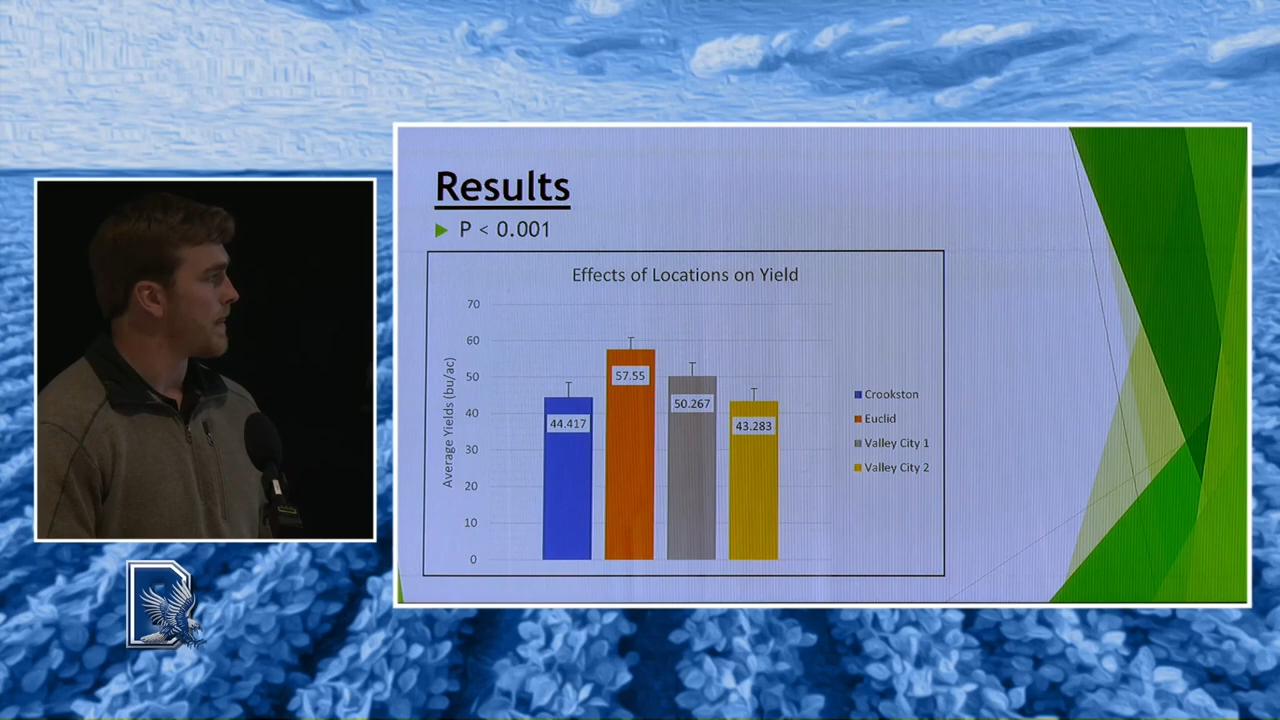 Results
P < 0.001
Effects of Locations on Yield
Average Yields (bu/ac)
70
60
50
40
30
20
10
0
44.417
57.55
50.267
43.283
Crookston
Euclid
Valley City 1
Valley City 2
D